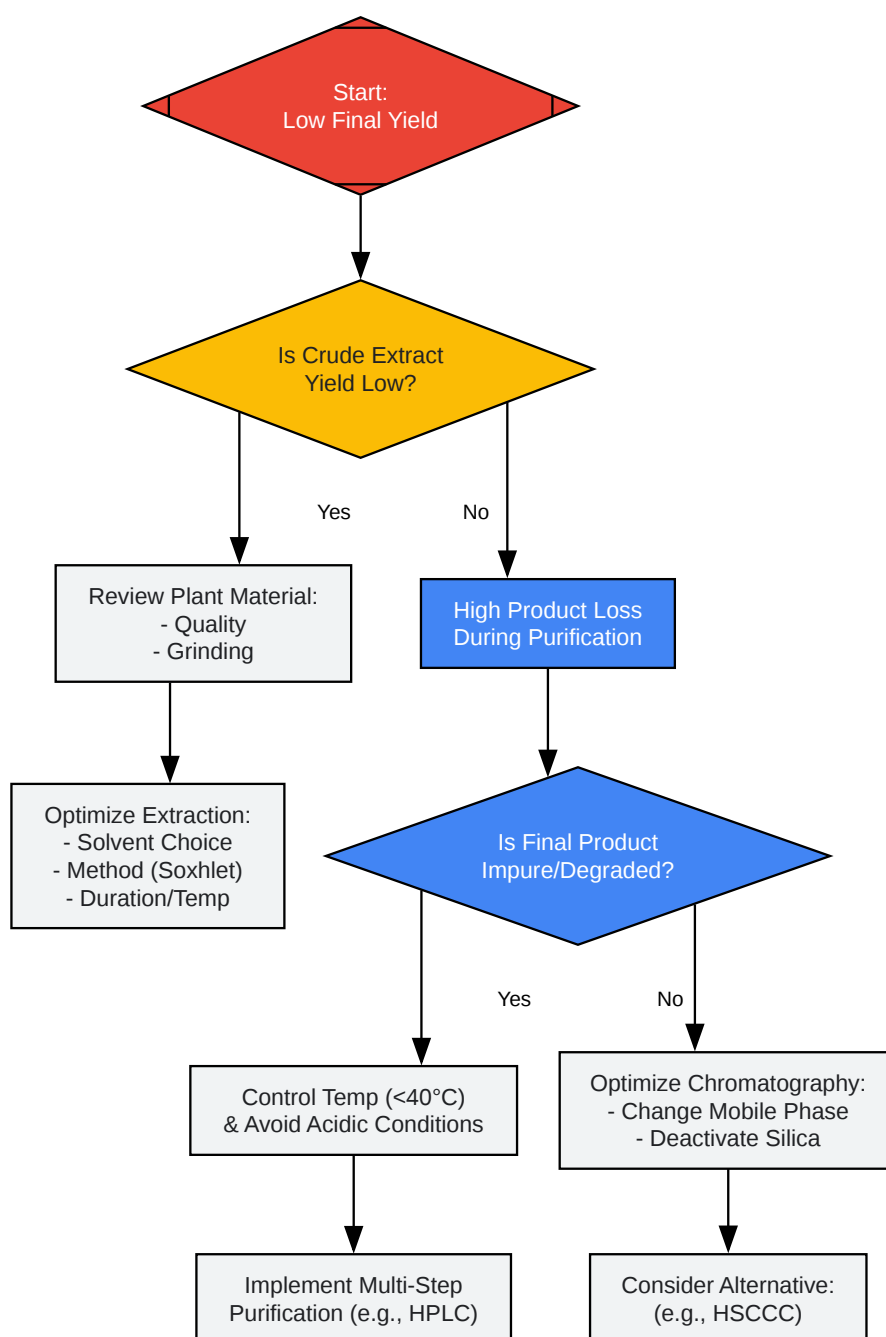 Start:
Low Final Yield
Is Crude Extract
Yield Low?
Yes
No
Review Plant Material:
- Quality
- Grinding
High Product Loss
During Purification
Optimize Extraction:
- Solvent Choice
- Method (Soxhlet)
- Duration/Temp
Is Final Product
Impure/Degraded?
Yes
No
Control Temp (<40°C)
& Avoid Acidic Conditions
Optimize Chromatography:
- Change Mobile Phase
- Deactivate Silica
Implement Multi-Step
Purification (e.g., HPLC)
Consider Alternative:
(e.g., HSCCC)